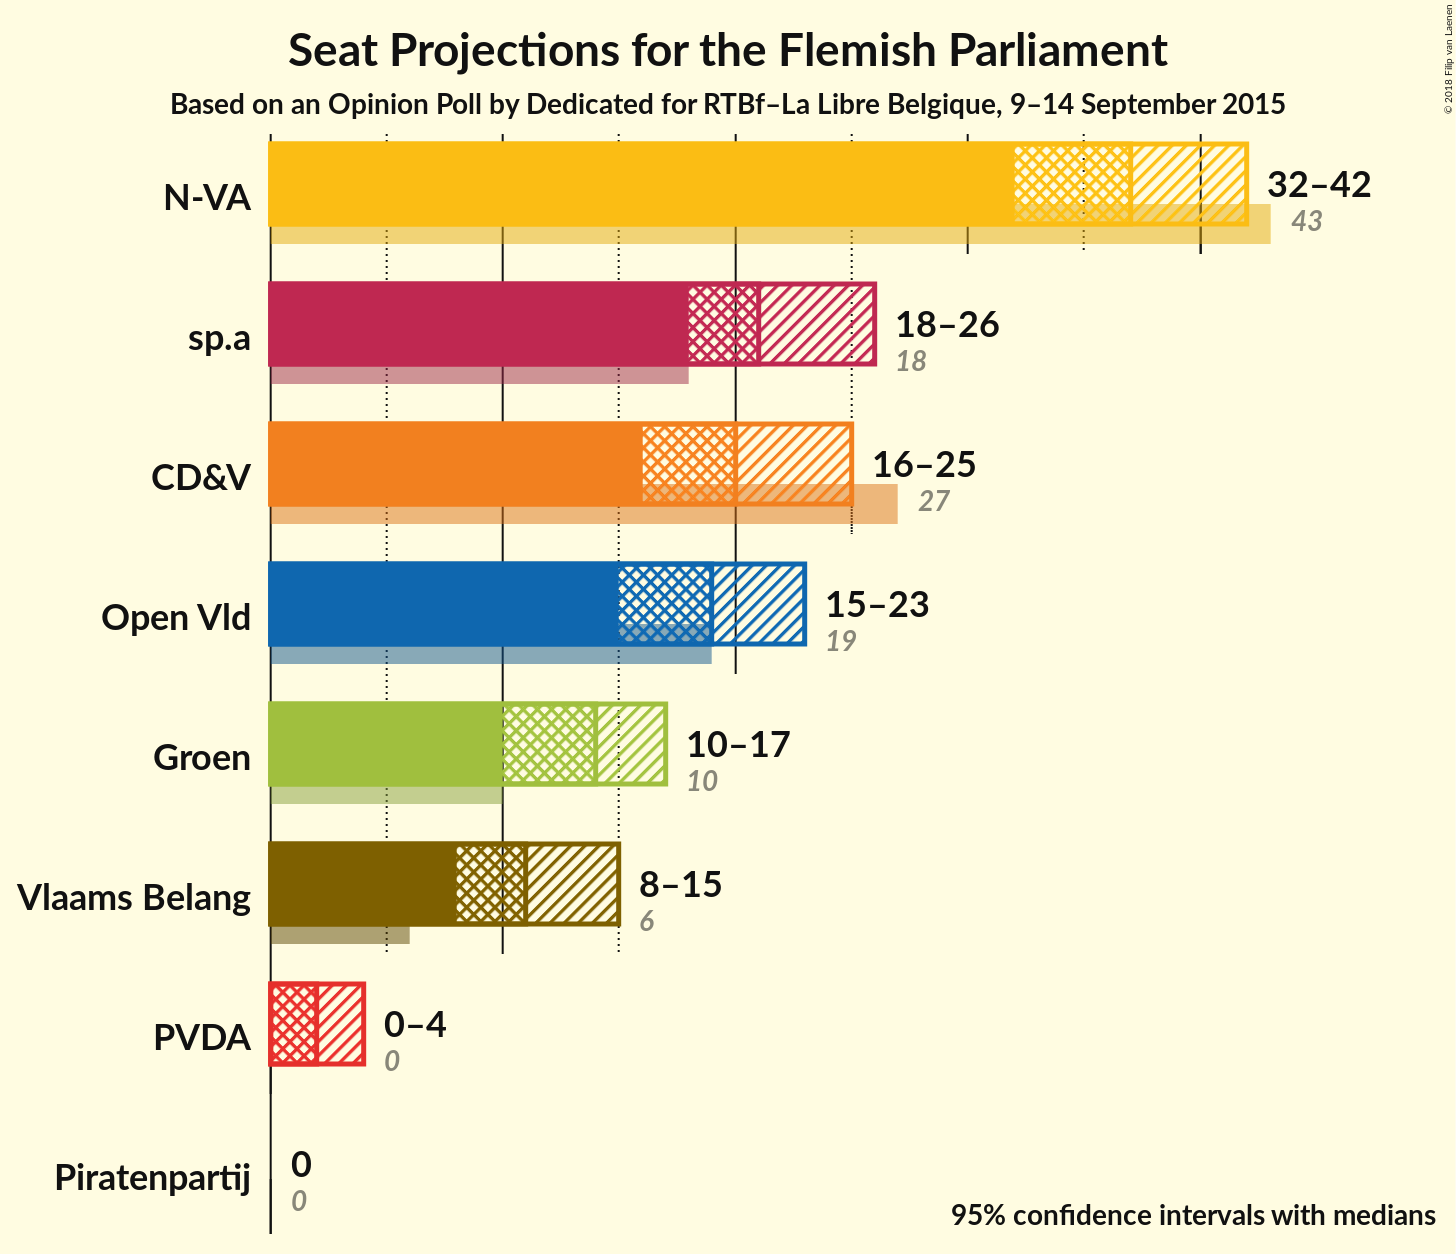 Seat Projections for the Flemish Parliament
Based on an Opinion Poll by Dedicated for RTBf–La Libre Belgique, 9–14 September 2015
© 2018 Filip van Laenen
N-VA
32–42
43
sp.a
18–26
18
CD&V
16–25
27
Open Vld
15–23
19
Groen
10–17
10
Vlaams Belang
8–15
6
PVDA
0–4
0
Piratenpartij
0
0
95% confidence intervals with medians